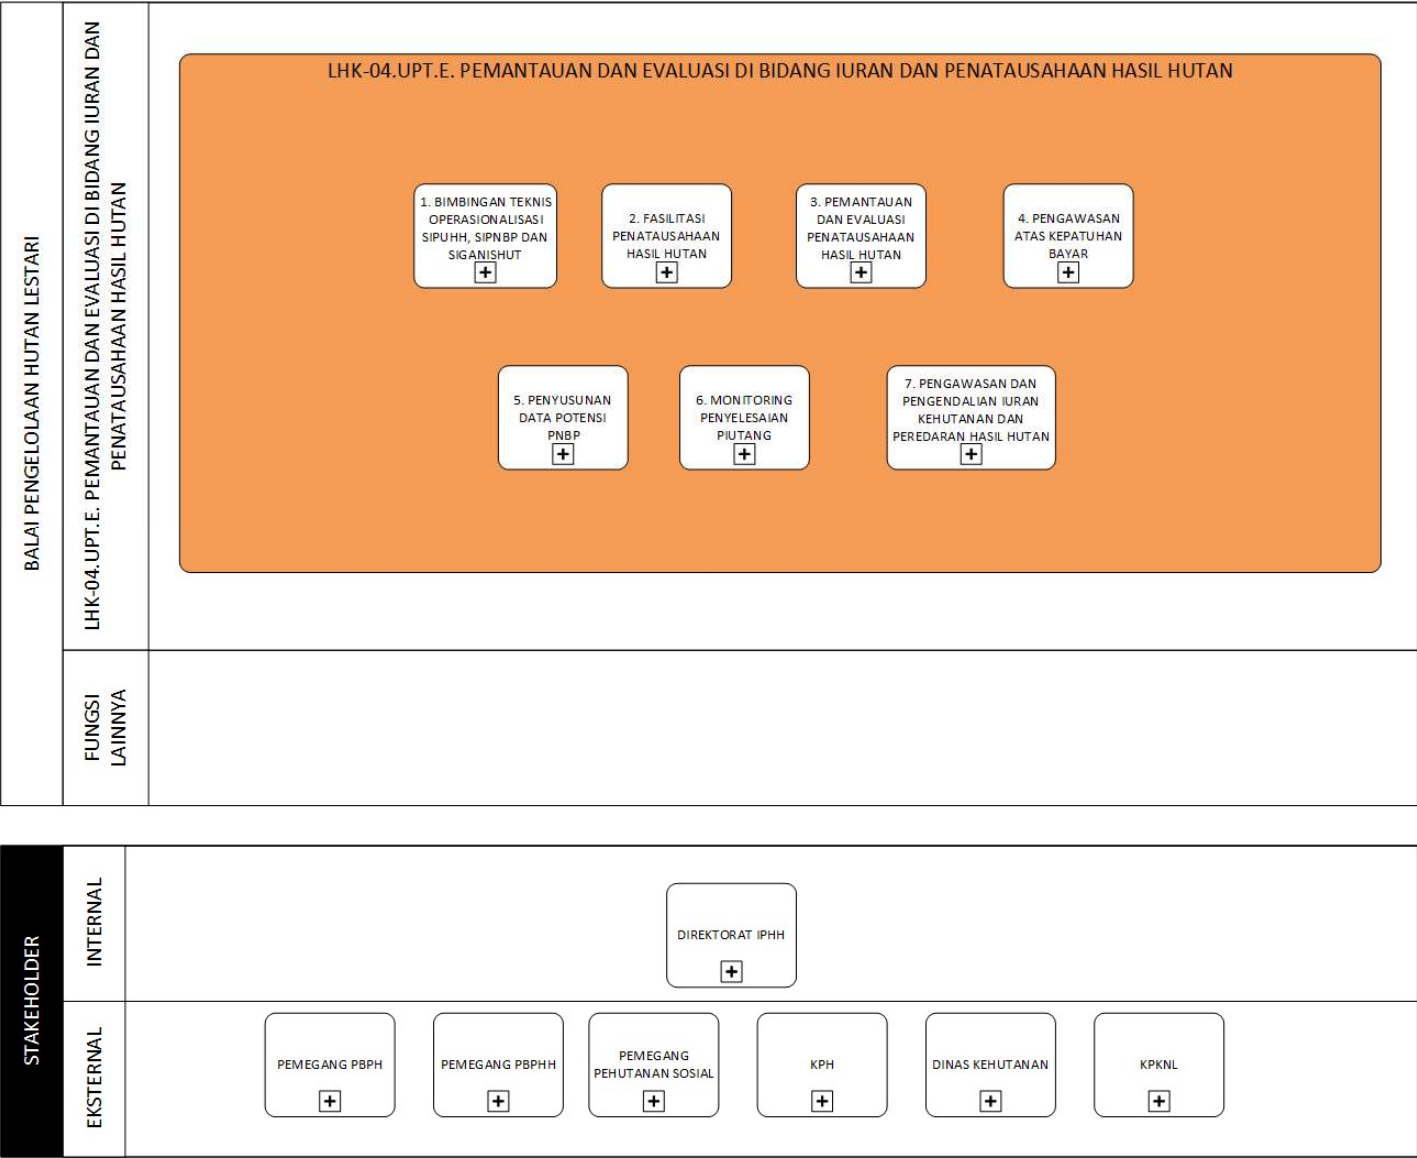 BALAI PENGELOLAAN HUTAN LESTARI
LHK-04.UPT.E. PEMANTAUAN DAN EVALUASI DI BIDANG IURAN DAN
PENATAUSAHAAN HASIL HUTAN
LHK-04.UPT.E. PEMANTAUAN DAN EVALUASI DI BIDANG IURAN DAN PENATAUSAHAAN HASIL HUTAN
1. BIMBINGAN TEKNIS
OPERASIONALISASI
SIPUHH, SIPNBP DAN
SIGANISHUT
2. FASILITASI
PENATAUSAHAAN
HASIL HUTAN
3. PEMANTAUAN
DAN EVALUASI
PENATAUSAHAAN
HASIL HUTAN
4. PENGAWASAN
ATAS KEPATUHAN
BAYAR
5. PENYUSUNAN
DATA POTENSI
PNBP
6. MONITORING
PENYELESAIAN
PIUTANG
7. PENGAWASAN DAN
PENGENDALIAN IURAN
KEHUTANAN DAN
PEREDARAN HASIL HUTAN
FUNGSI
LAINNYA
STAKEHOLDER
INTERNAL
DIREKTORAT IPHH
EKSTERNAL
PEMEGANG PBPH
PEMEGANG PBPHH
PEMEGANG
PEHUTANAN SOSIAL
KPH
DINAS KEHUTANAN
KPKNL